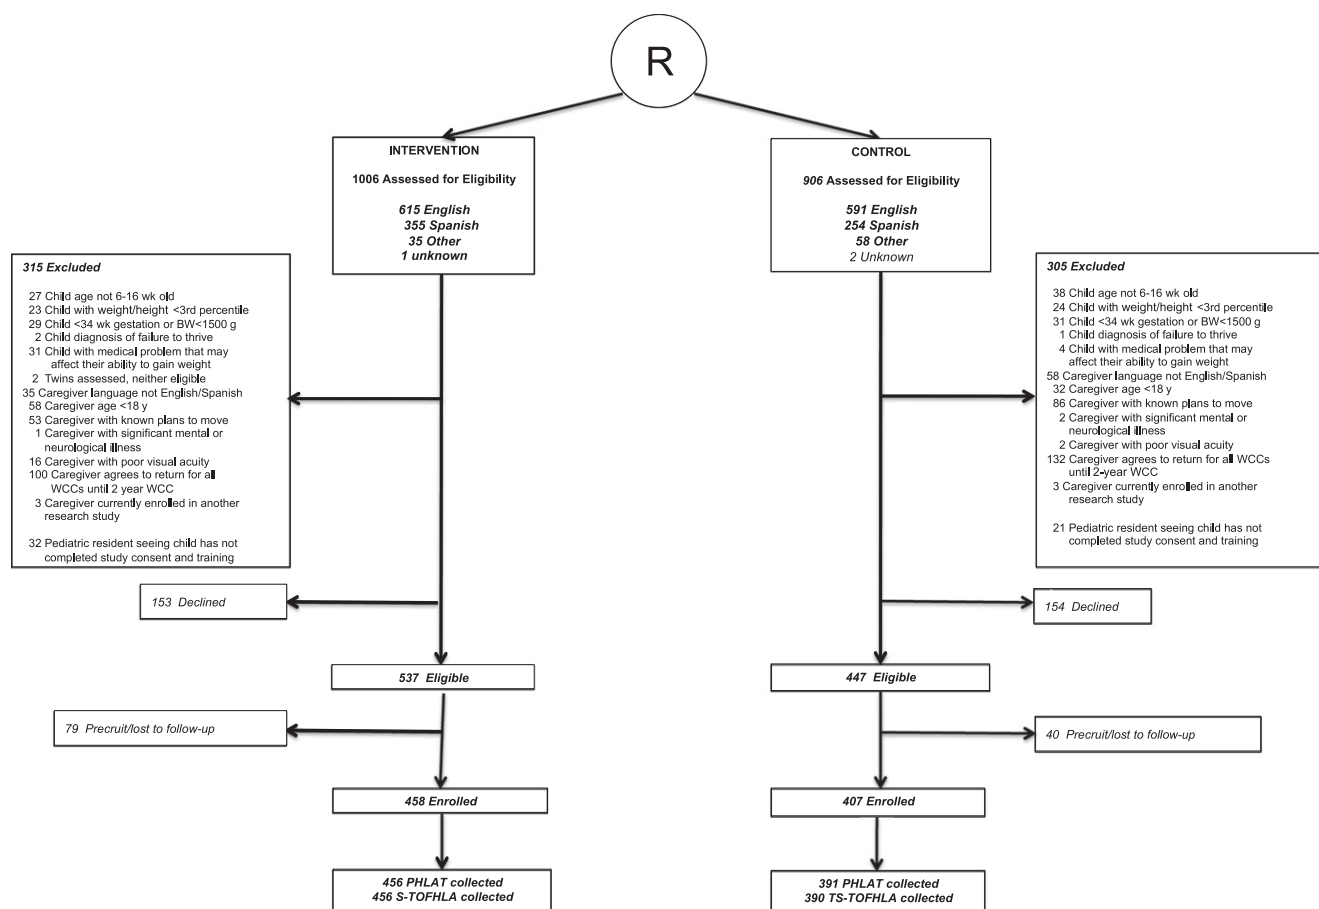 R
INTERVENTION
1006 Assessed for Eligibility
615 English
355 Spanish
35 Other
1 unknown
CONTROL
906 Assessed for Eligibility
591 English
254 Spanish
58 Other
2 Unknown
315 Excluded
27 Child age not 6-16 wk old
23 Child with weight/height <3rd percentile
29 Child <34 wk gestation or BW<1500 g
2 Child diagnosis of failure to thrive
31 Child with medical problem that may
affect their ability to gain weight
2 Twins assessed, neither eligible
35 Caregiver language not English/Spanish
58 Caregiver age <18 y
53 Caregiver with known plans to move
1 Caregiver with significant mental or
neurological illness
16 Caregiver with poor visual acuity
100 Caregiver agrees to return for all
WCCs until 2 year WCC
3 Caregiver currently enrolled in another
research study
32 Pediatric resident seeing child has not
completed study consent and training
305 Excluded
38 Child age not 6-16 wk old
24 Child with weight/height <3rd percentile
31 Child <34 wk gestation or BW<1500 g
1 Child diagnosis of failure to thrive
4 Child with medical problem that may
affect their ability to gain weight
58 Caregiver language not English/Spanish
32 Caregiver age <18 y
86 Caregiver with known plans to move
2 Caregiver with significant mental or
neurological illness
2 Caregiver with poor visual acuity
132 Caregiver agrees to return for all WCCs
until 2-year WCC
3 Caregiver currently enrolled in another
research study
21 Pediatric resident seeing child has not
completed study consent and training
153 Declined
154 Declined
537 Eligible
447 Eligible
79 Precruit/lost to follow-up
40 Precruit/lost to follow-up
458 Enrolled
407 Enrolled
456 PHLAT collected
456 S-TOFHLA collected
391 PHLAT collected
390 TS-TOFHLA collected